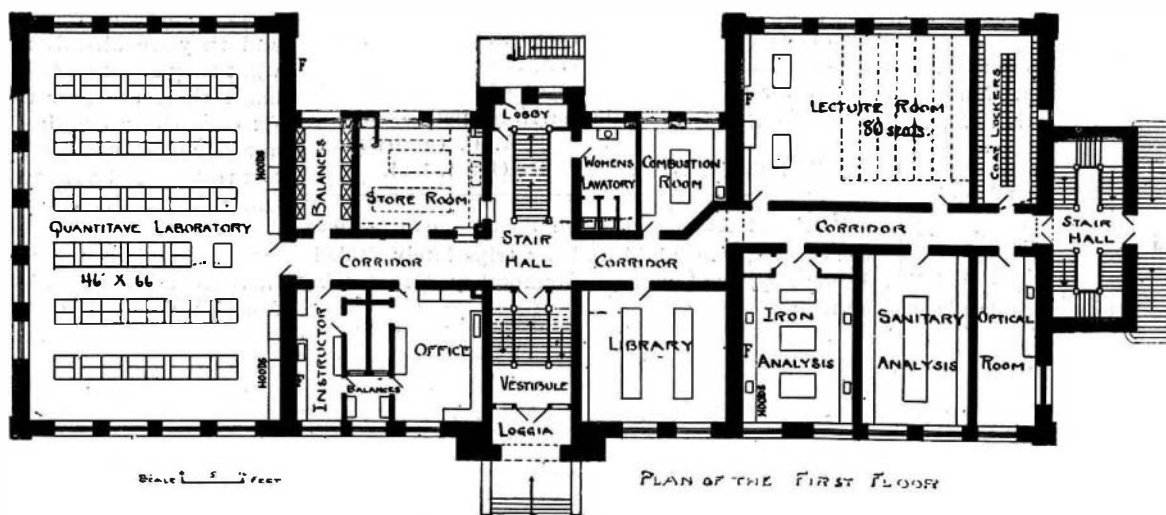 QUANTITAVE LABORATORY
46' X 66
HOODS
HOODS
F
BALANCES
STORE ROOM
LOBBY
WOMENS
LAVATORY
COMBUSTION
ROOM
F
LECTURE ROOM
80 seats.
COAT LOCKERS
CORRIDOR
STAIR
HALL
CORRIDOR
CORRIDOR
STAIR
HALL
INSTRUCTOR
BALANCES
OFFICE
VESTIBULE
LOGGIA
LIBRARY
IRON
ANALYSIS
F
HOODS
SANITARY
ANALYSIS
OPTICAL
ROOM
SCALE 5 FEET
PLAN OF THE FIRST FLOOR